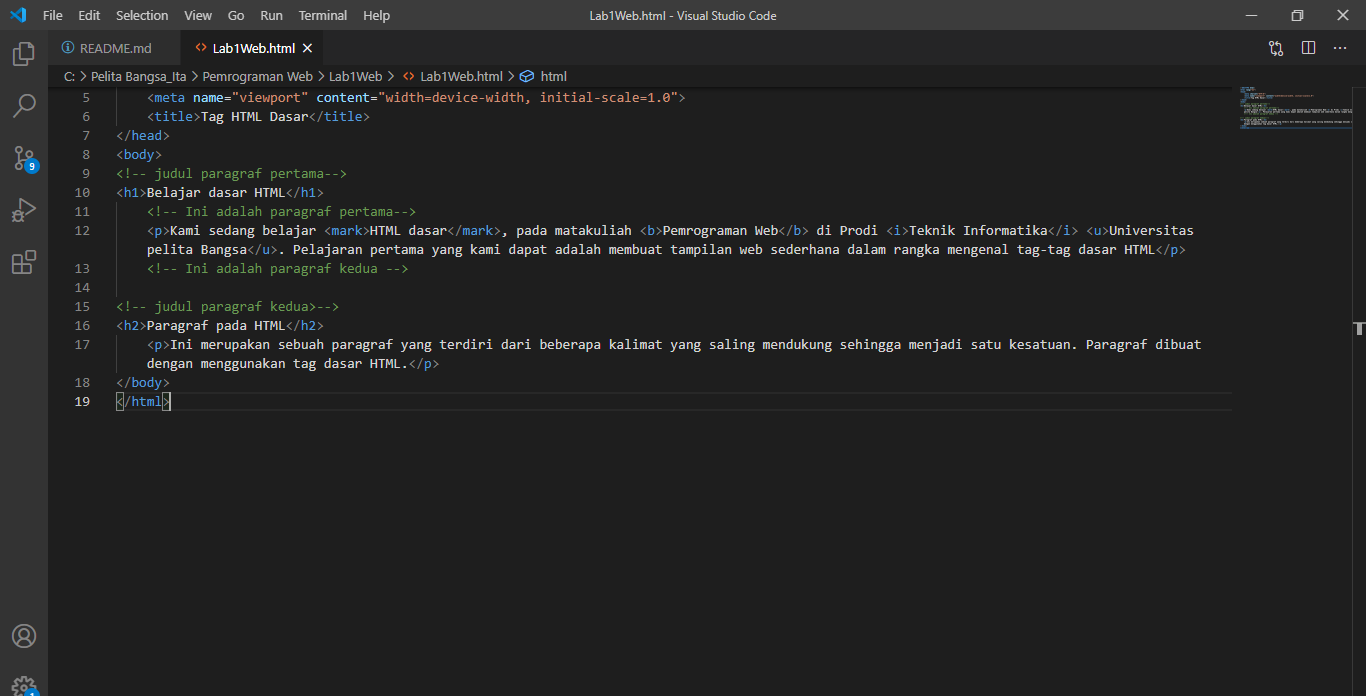 File Edit Selection View Go Run Terminal Help Lab1Web.html - Visual Studio Code
README.md Lab1Web.html
C: > Pelita Bangsa_Ita > Pemrograman Web > Lab1Web > Lab1Web.html > html
5 <meta name="viewport" content="width=device-width, initial-scale=1.0">
6 <title>Tag HTML Dasar</title>
7 </head>
8 <body>
9 <!-- judul paragraf pertama-->
10 <h1>Belajar dasar HTML</h1>
11 <!-- Ini adalah paragraf pertama-->
12 <p>Kami sedang belajar <mark>HTML dasar</mark>, pada matakuliah <b>Pemrograman Web</b> di Prodi <i>Teknik Informatika</i> <u>Universitas
pelita Bangsa</u>. Pelajaran pertama yang kami dapat adalah membuat tampilan web sederhana dalam rangka mengenal tag-tag dasar HTML</p>
13 <!-- Ini adalah paragraf kedua -->
14
15 <!-- judul paragraf kedua>-->
16 <h2>Paragraf pada HTML</h2>
17 <p>Ini merupakan sebuah paragraf yang terdiri dari beberapa kalimat yang saling mendukung sehingga menjadi satu kesatuan. Paragraf dibuat
dengan menggunakan tag dasar HTML.</p>
18 </body>
19 </html>
9
1